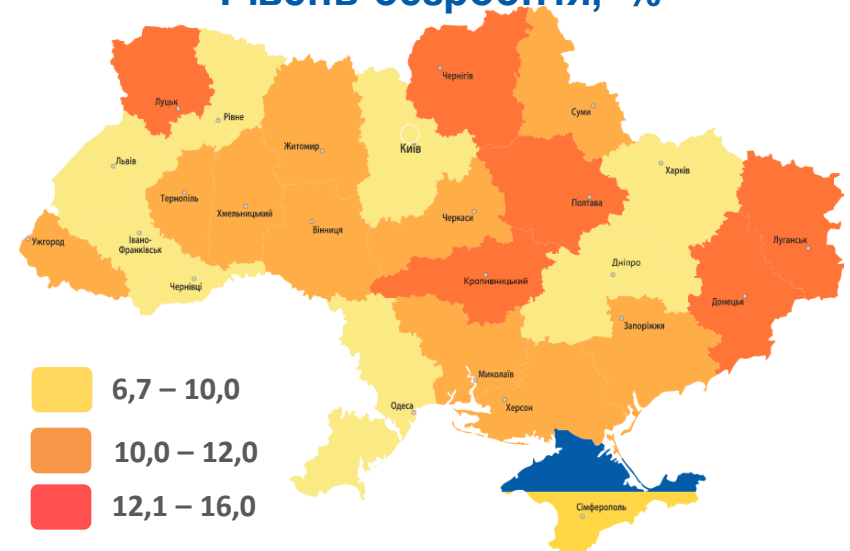 Рівень безробіття, %
Чернігів
Луцьк
Суми
Рівне
Житомир
Київ
Львів
Харків
Тернопіль
Хмельницький
Полтава
Черкаси
Вінниця
Ужгород
Івано-
Франківськ
Луганськ
Дніпро
Чернівці
Кропивницький
Донецьк
Запоріжжя
Миколаїв
6,7 – 10,0
Одеса
Херсон
10,0 – 12,0
12,1 – 16,0
Сімферополь